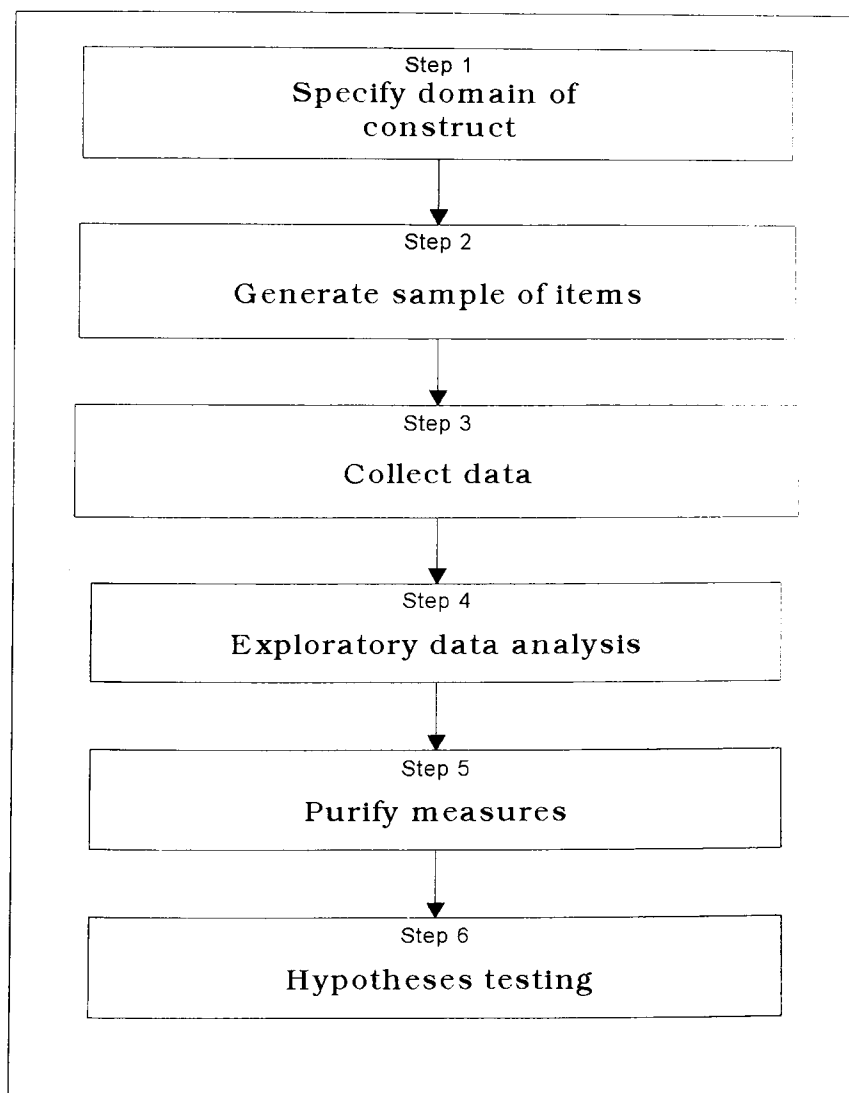 Step 1
Specify domain of
construct
Step 2
Generate sample of items
Step 3
Collect data
Step 4
Exploratory data analysis
Step 5
Purify measures
Step 6
Hypotheses testing